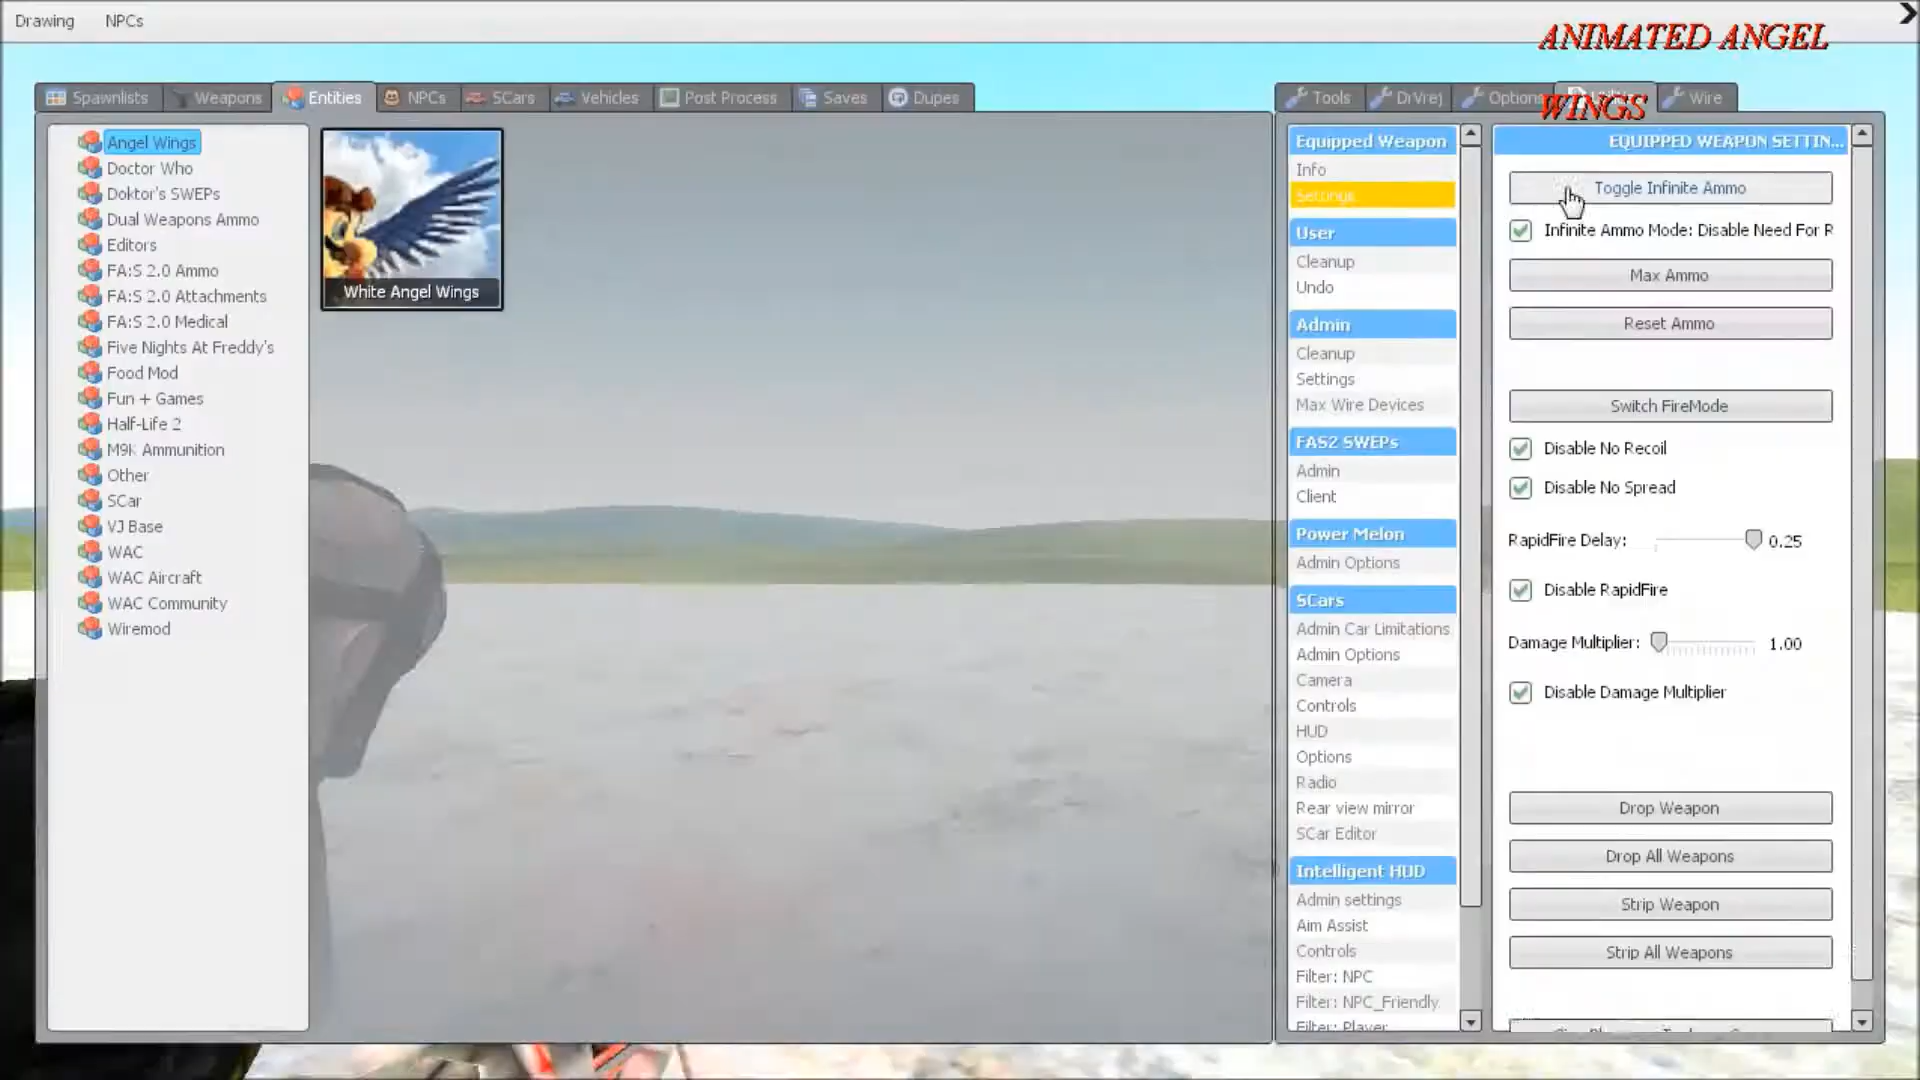 Drawing NPCs
ANIMATED ANGEL
WINGS
Spawnlists Weapons Entities NPCs SCars Vehicles Post Process Saves Dupes
Tools DrVrej Options Wire
Angel Wings
Doctor Who
Doktor's SWEPs
Dual Weapons Ammo
Editors
FA:S 2.0 Ammo
FA:S 2.0 Attachments
FA:S 2.0 Medical
Five Nights At Freddy's
Food Mod
Fun + Games
Half-Life 2
M9k Ammunition
Other
SCar
VJ Base
WAC
WAC Aircraft
WAC Community
Wiremod
White Angel Wings
Equipped Weapon
Info
Settings
User
Cleanup
Undo
Admin
Cleanup
Settings
Max Wire Devices
FAS2 SWEPs
Admin
Client
Power Melon
Admin Options
SCars
Admin Car Limitations
Admin Options
Camera
Controls
HUD
Options
Radio
Rear view mirror
SCar Editor
Intelligent HUD
Admin settings
Aim Assist
Controls
Filter: NPC
Filter: NPC_Friendly
Filter: Player
EQUIPPED WEAPON SETTIN...
Toggle Infinite Ammo
Infinite Ammo Mode: Disable Need For R
Max Ammo
Reset Ammo
Switch FireMode
Disable No Recoil
Disable No Spread
RapidFire Delay: 0.25
Disable RapidFire
Damage Multiplier: 1.00
Disable Damage Multiplier
Drop Weapon
Drop All Weapons
Strip Weapon
Strip All Weapons